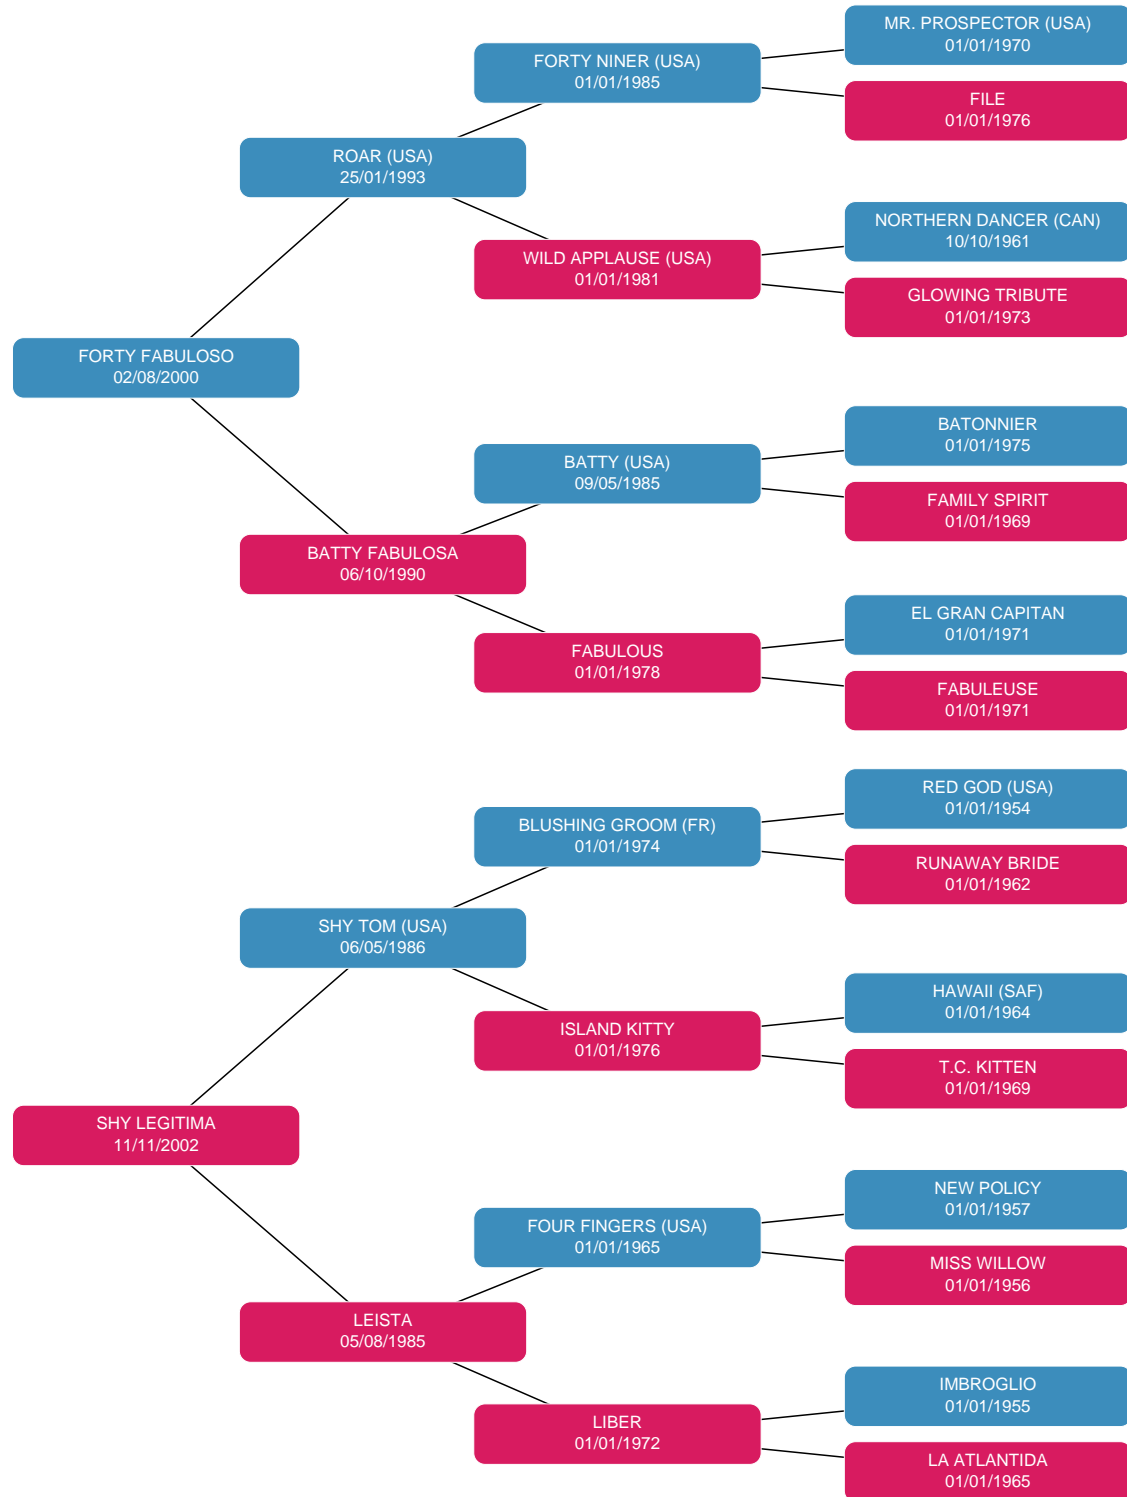 MR. PROSPECTOR (USA)
01/01/1970
FORTY NINER (USA)
01/01/1985
FILE
01/01/1976
ROAR (USA)
25/01/1993
NORTHERN DANCER (CAN)
10/10/1961
WILD APPLAUSE (USA)
01/01/1981
GLOWING TRIBUTE
01/01/1973
FORTY FABULOSO
02/08/2000
BATONNIER
01/01/1975
BATTY (USA)
09/05/1985
FAMILY SPIRIT
01/01/1969
BATTY FABULOSA
06/10/1990
EL GRAN CAPITAN
01/01/1971
FABULOUS
01/01/1978
FABULEUSE
01/01/1971
RED GOD (USA)
01/01/1954
BLUSHING GROOM (FR)
01/01/1974
RUNAWAY BRIDE
01/01/1962
SHY TOM (USA)
06/05/1986
HAWAII (SAF)
01/01/1964
ISLAND KITTY
01/01/1976
T.C. KITTEN
01/01/1969
SHY LEGITIMA
11/11/2002
NEW POLICY
01/01/1957
FOUR FINGERS (USA)
01/01/1965
MISS WILLOW
01/01/1956
LEISTA
05/08/1985
IMBROGLIO
01/01/1955
LIBER
01/01/1972
LA ATLANTIDA
01/01/1965